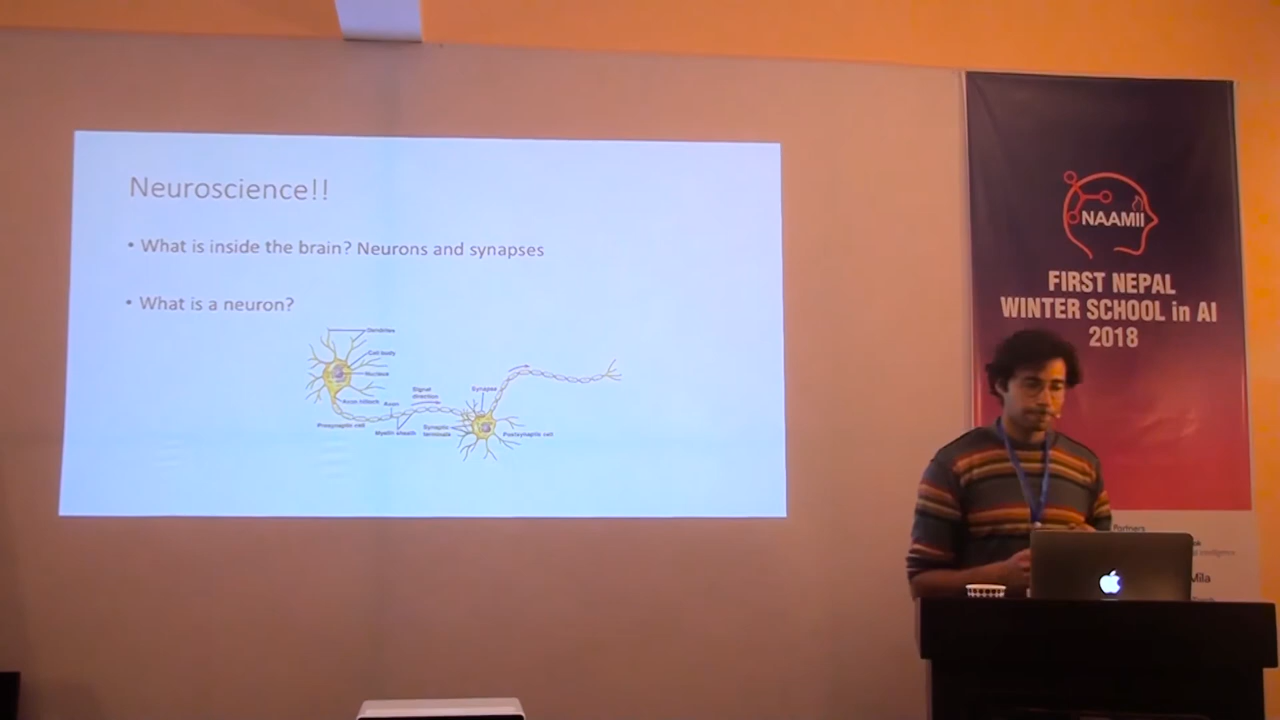 Neuroscience!!
• What is inside the brain? Neurons and synapses
• What is a neuron?
Dendrites
Cell body
Nucleus
Axon hillock
Axon
Signal
direction
Synapse
Presynaptic cell
Myelin sheath
Synaptic
terminals
Postsynaptic cell
NAAMII
FIRST NEPAL
WINTER SCHOOL in AI
2018
Partners
Mila